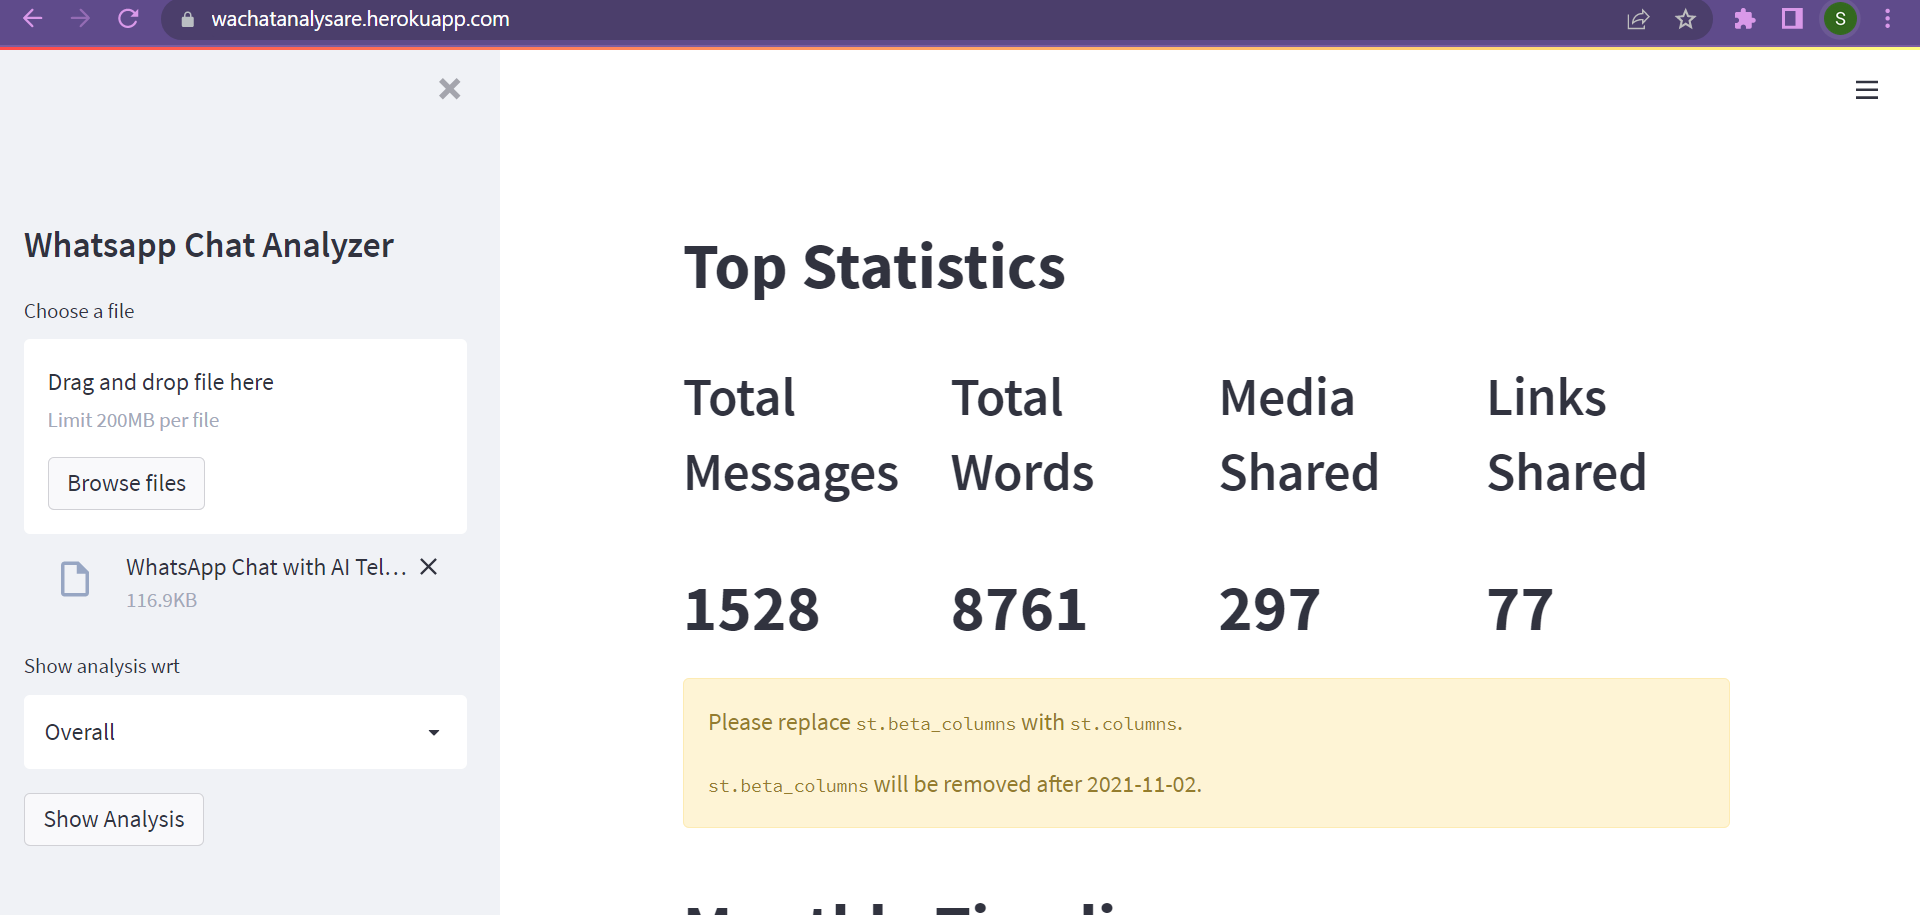 wachatanalysare.herokuapp.com
S
Whatsapp Chat Analyzer
Choose a file
Drag and drop file here
Limit 200MB per file
Browse files
WhatsApp Chat with AI Tel...
116.9KB
Show analysis wrt
Overall
Show Analysis
Top Statistics
Total Messages
Total Words
Media Shared
Links Shared
1528
8761
297
77
Please replace st.beta_columns with st.columns.
st.beta_columns will be removed after 2021-11-02.